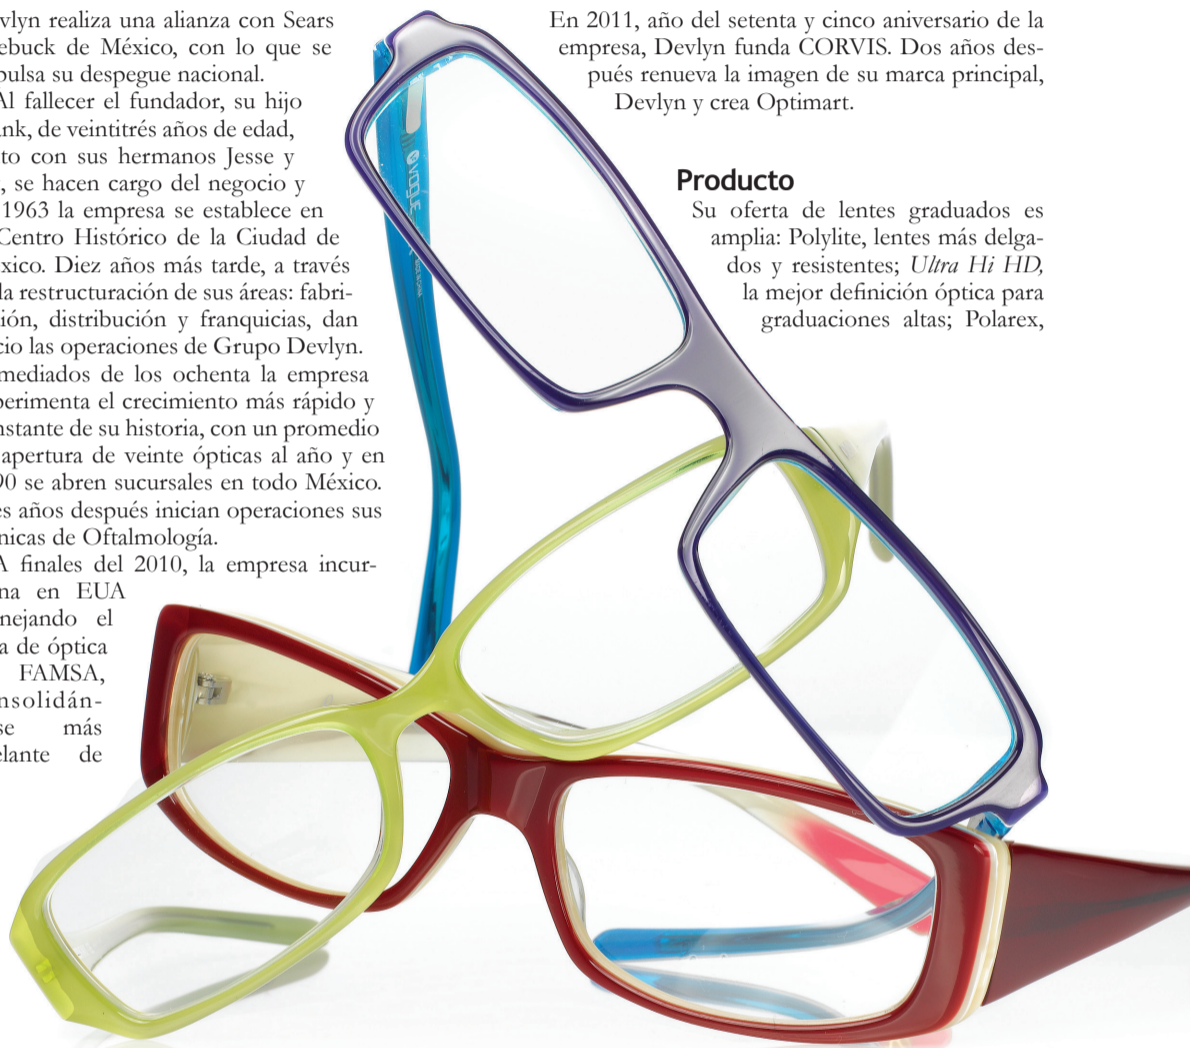 vlyn realiza una alianza con Sears
ebuck de México, con lo que se
pulsa su despegue nacional.
Al fallecer el fundador, su hijo
ank, de veintitrés años de edad,
to con sus hermanos Jesse y
, se hacen cargo del negocio y
1963 la empresa se establece en
Centro Histórico de la Ciudad de
xico. Diez años más tarde, a través
la restructuración de sus áreas: fabri-
ión, distribución y franquicias, dan
cio las operaciones de Grupo Devlyn.
mediados de los ochenta la empresa
perimenta el crecimiento más rápido y
nstante de su historia, con un promedio
apertura de veinte ópticas al año y en
90 se abren sucursales en todo México.
es años después inician operaciones sus
nicas de Oftalmología.
A finales del 2010, la empresa incur-
na en EUA
nejando el
a de óptica
FAMSA,
nsolidán-
se más
elante de
En 2011, año del setenta y cinco aniversario de la
empresa, Devlyn funda CORVIS. Dos años des-
pués renueva la imagen de su marca principal,
Devlyn y crea Optimart.
Producto
Su oferta de lentes graduados es
amplia: Polylite, lentes más delga-
dos y resistentes; Ultra Hi HD,
la mejor definición óptica para
graduaciones altas; Polarex,
VOGUE